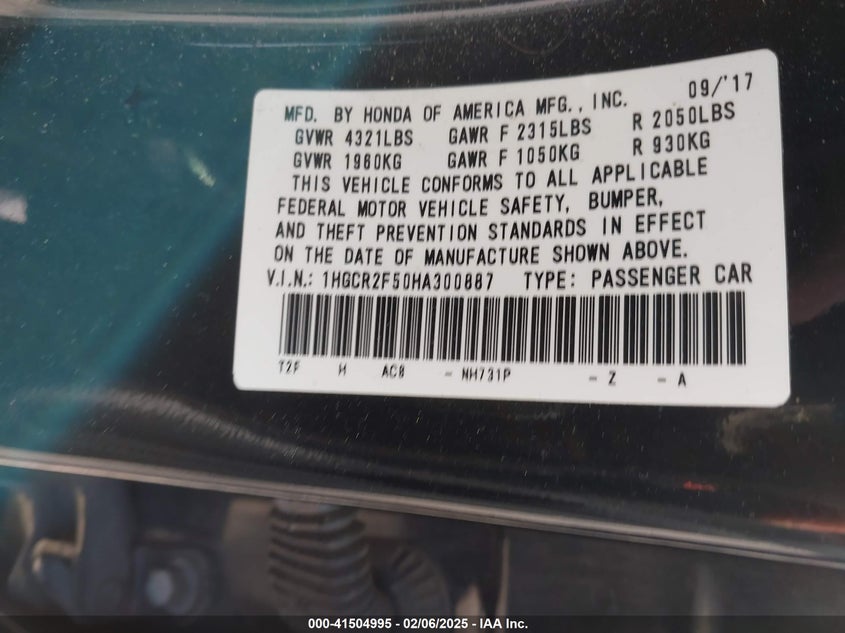 09/'17
MFD. BY HONDA OF AMERICA MFG., INC.
GVWR 4321LBS GAWR F 2315LBS R 2050LBS
GVWR 1960KG GAWR F 1050KG R 930KG
THIS VEHICLE CONFORMS TO ALL APPLICABLE
FEDERAL MOTOR VEHICLE SAFETY, BUMPER,
AND THEFT PREVENTION STANDARDS IN EFFECT
ON THE DATE OF MANUFACTURE SHOWN ABOVE.
V.I.N.: 1HGCR2F50HA300887 TYPE: PASSENGER CAR
T2F H AC8 - NH731P - Z - A
000-41504995 - 02/06/2025 - IAA Inc.